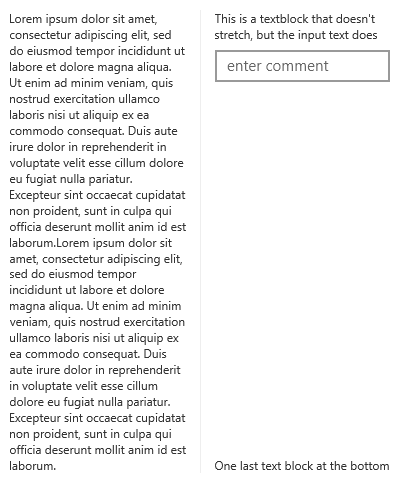 Lorem ipsum dolor sit amet,
consectetur adipiscing elit, sed
do eiusmod tempor incididunt ut
labore et dolore magna aliqua.
Ut enim ad minim veniam, quis
nostrud exercitation ullamco
laboris nisi ut aliquip ex ea
commodo consequat. Duis aute
irure dolor in reprehenderit in
voluptate velit esse cillum dolore
eu fugiat nulla pariatur.
Excepteur sint occaecat cupidatat
non proident, sunt in culpa qui
officia deserunt mollit anim id est
laborum.Lorem ipsum dolor sit
amet, consectetur adipiscing elit,
sed do eiusmod tempor
incididunt ut labore et dolore
magna aliqua. Ut enim ad minim
veniam, quis nostrud exercitation
ullamco laboris nisi ut aliquip ex
ea commodo consequat. Duis
aute irure dolor in reprehenderit
in voluptate velit esse cillum
dolore eu fugiat nulla pariatur.
Excepteur sint occaecat cupidatat
non proident, sunt in culpa qui
officia deserunt mollit anim id est
laborum.
This is a textblock that doesn't
stretch, but the input text does
enter comment
One last text block at the bottom